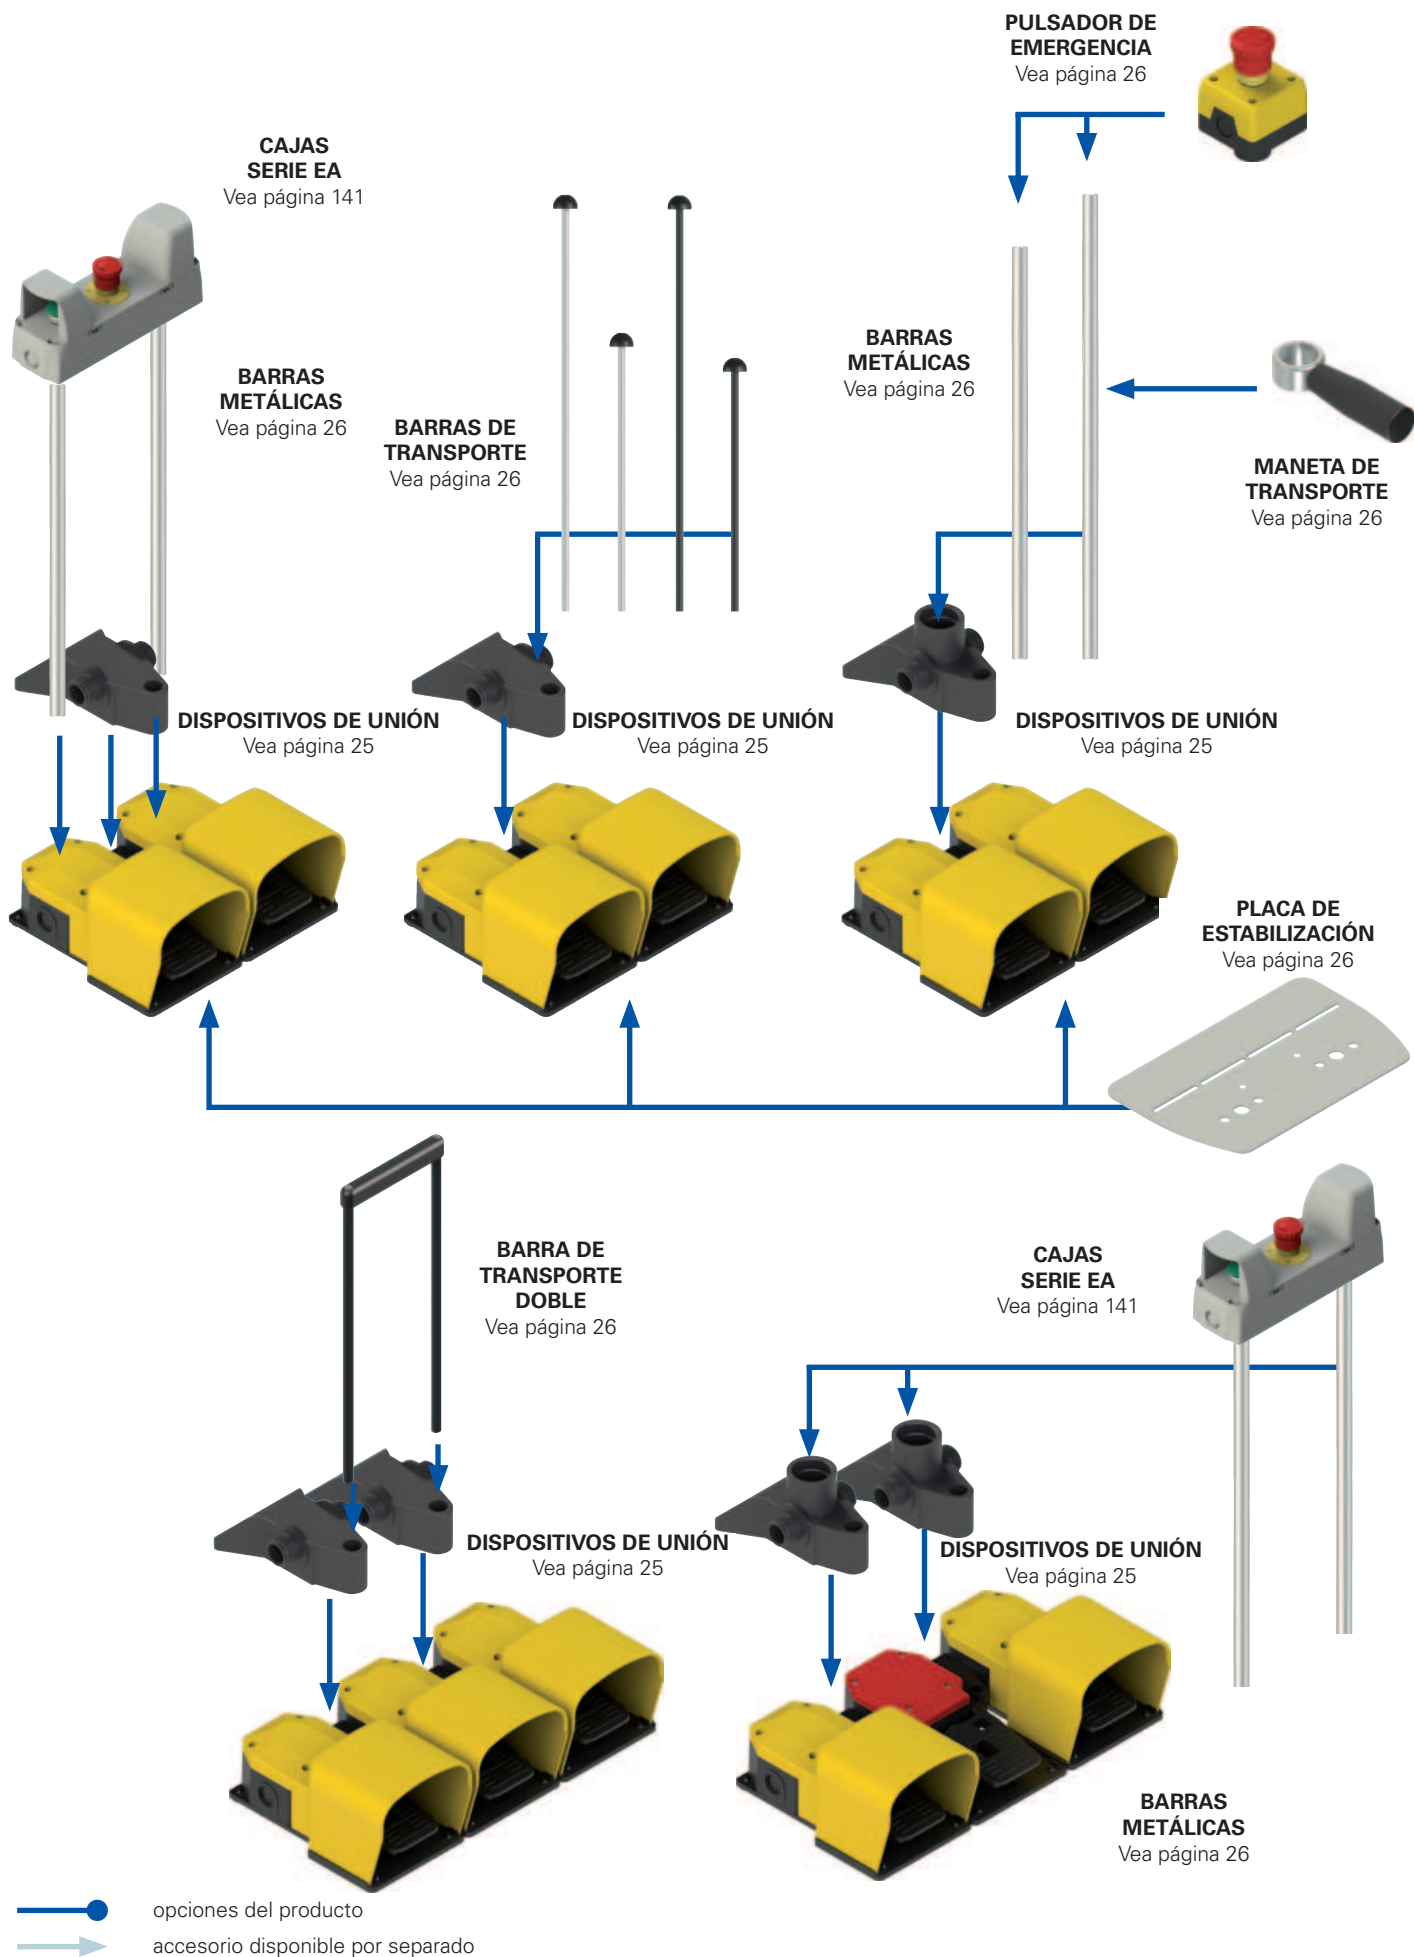 PULSADOR DE
EMERGENCIA
Vea página 26
CAJAS
SERIE EA
Vea página 141
BARRAS
METÁLICAS
Vea página 26
BARRAS DE
TRANSPORTE
Vea página 26
BARRAS
METÁLICAS
Vea página 26
MANETA DE
TRANSPORTE
Vea página 26
DISPOSITIVOS DE UNIÓN
Vea página 25
DISPOSITIVOS DE UNIÓN
Vea página 25
DISPOSITIVOS DE UNIÓN
Vea página 25
PLACA DE
ESTABILIZACIÓN
Vea página 26
BARRA DE
TRANSPORTE
DOBLE
Vea página 26
CAJAS
SERIE EA
Vea página 141
DISPOSITIVOS DE UNIÓN
Vea página 25
DISPOSITIVOS DE UNIÓN
Vea página 25
BARRAS
METÁLICAS
Vea página 26
opciones del producto
accesorio disponible por separado